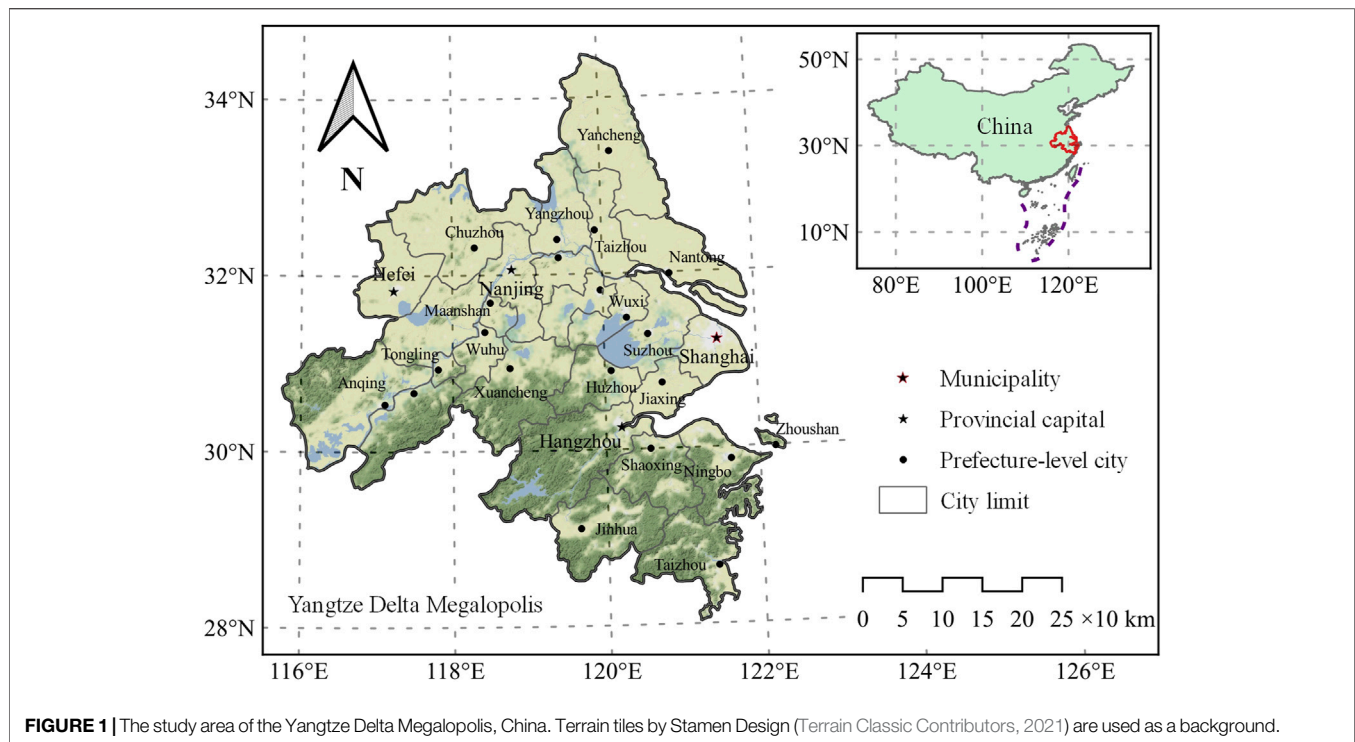 34°N
32°N
30°N
28°N
116°E
118°E
120°E
122°E
124°E
126°E
N
Yancheng
Yangzhou
Chuzhou
Taizhou
Nantong
Hefei
Nanjing
Maanshan
Wuxi
Tongling
Wuhu
Suzhou
Shanghai
Anqing
Xuancheng
Huzhou
Jiaxing
Hangzhou
Zhoushan
Shaoxing
Ningbo
Jinhua
Taizhou
Yangtze Delta Megalopolis
50°N
30°N
10°N
80°E
100°E
120°E
China
Municipality
Provincial capital
Prefecture-level city
City limit
0 5 10 15 20 25 ×10 km
FIGURE 1 | The study area of the Yangtze Delta Megalopolis, China. Terrain tiles by Stamen Design (Terrain Classic Contributors, 2021) are used as a background.